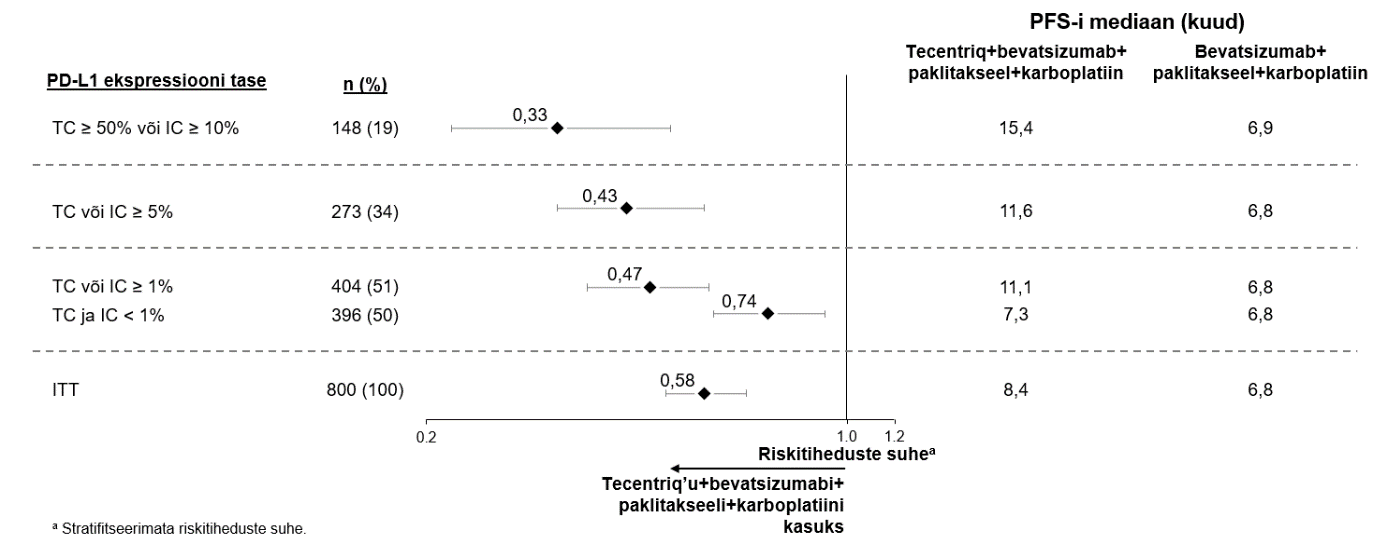 PFS-i mediaan (kuud)
Tecentriq+bevatsizumab+ Bevatsizumab+
paklitakseel+karboplatiin paklitakseel+karboplatiin
PD-L1 ekspressiooni tase n (%)
TC ≥ 50% või IC ≥ 10% 148 (19) 0,33 15,4 6,9
TC või IC ≥ 5% 273 (34) 0,43 11,6 6,8
TC või IC ≥ 1% 404 (51) 0,47 11,1 6,8
TC ja IC < 1% 396 (50) 0,74 7,3 6,8
ITT 800 (100) 0,58 8,4 6,8
0.2 1.0 1.2
Riskitiheduste suheᵃ
Tecentriq’u+bevatsizumabi+
paklitakseeli+karboplatiini
kasuks
ᵃ Stratifitseerimata riskitiheduste suhe.